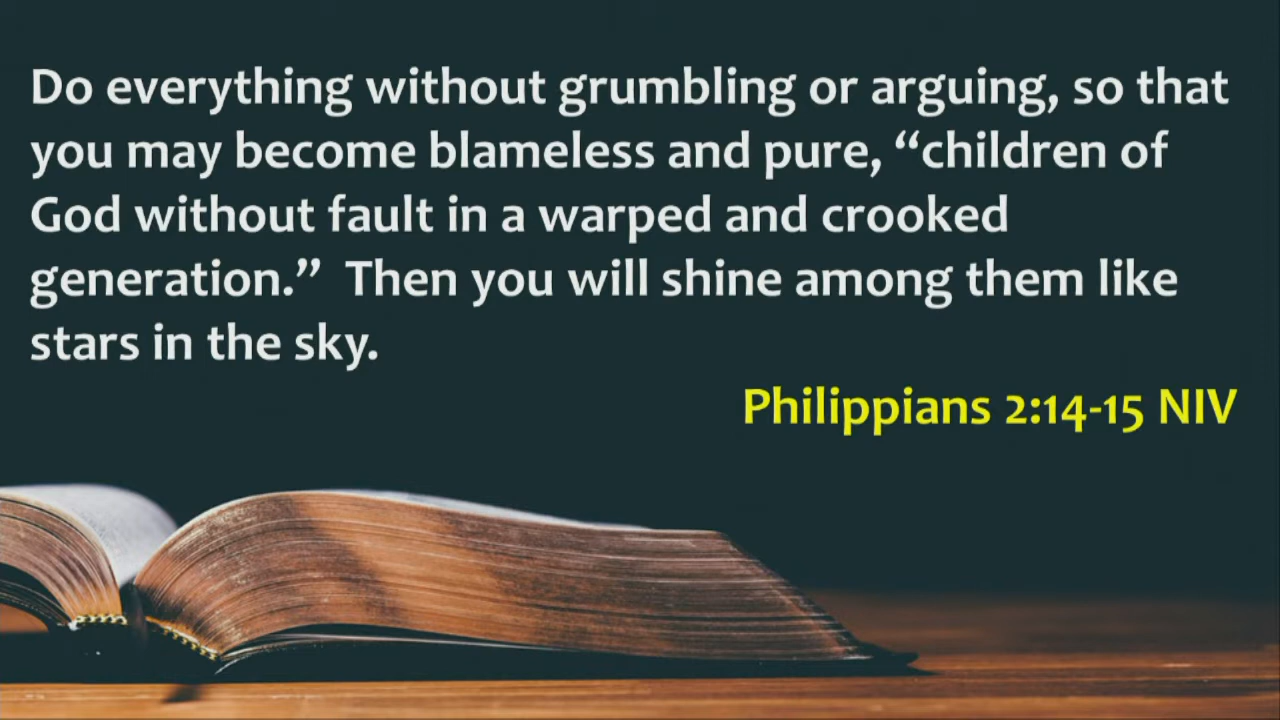 Do everything without grumbling or arguing, so that
you may become blameless and pure, “children of
God without fault in a warped and crooked
generation.”  Then you will shine among them like
stars in the sky.
Philippians 2:14-15 NIV